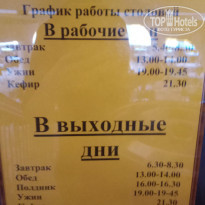 График работы столовой
В рабочие дни
Завтрак
Обед 13.00-14.00
Ужин 19.00-19.45
Кефир 21.30
В выходные
дни
Завтрак 6.30-8.30
Обед 13.00-14.00
Полдник 16.00-16.30
Ужин 19.00-19.45
21.30